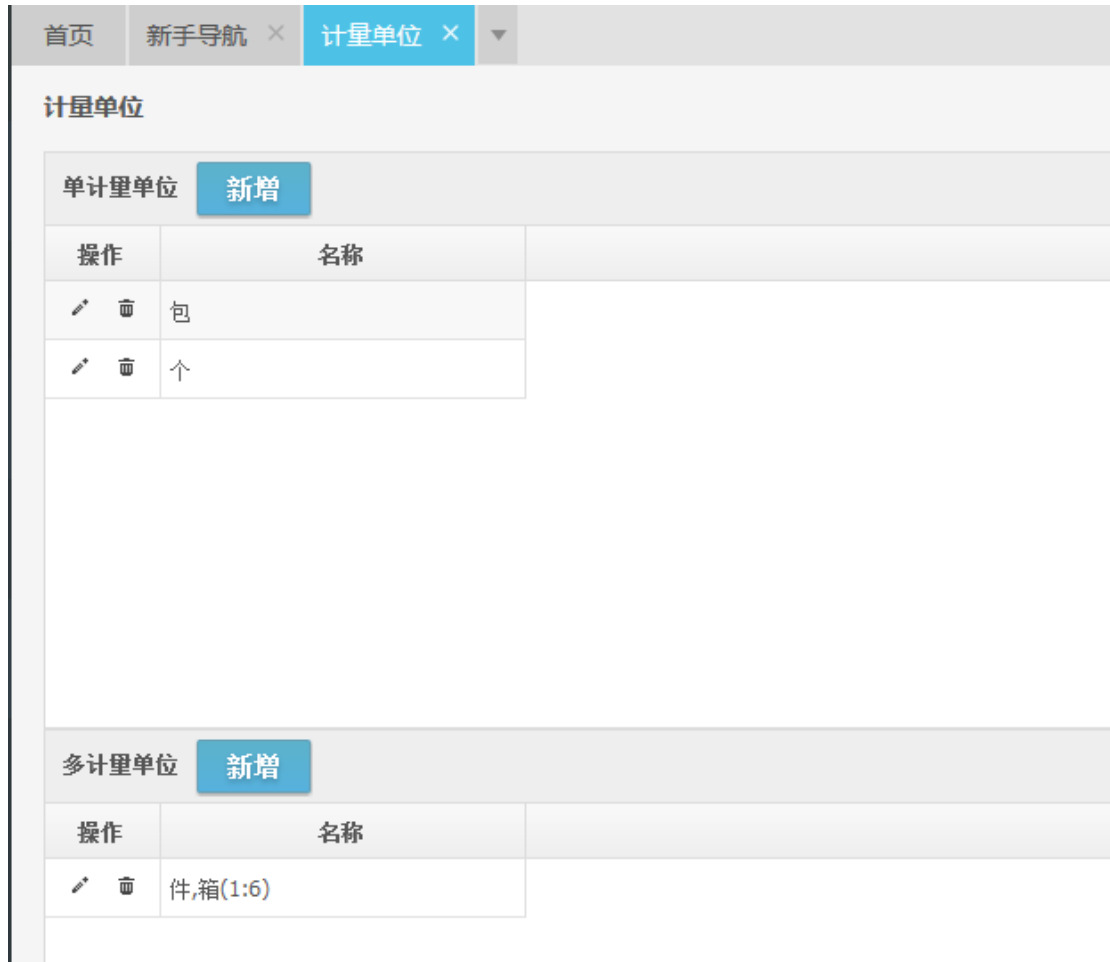 首页 新手导航 计量单位
计量单位
单计量单位 新增
操作 名称
包
个
多计量单位 新增
操作 名称
件,箱(1:6)